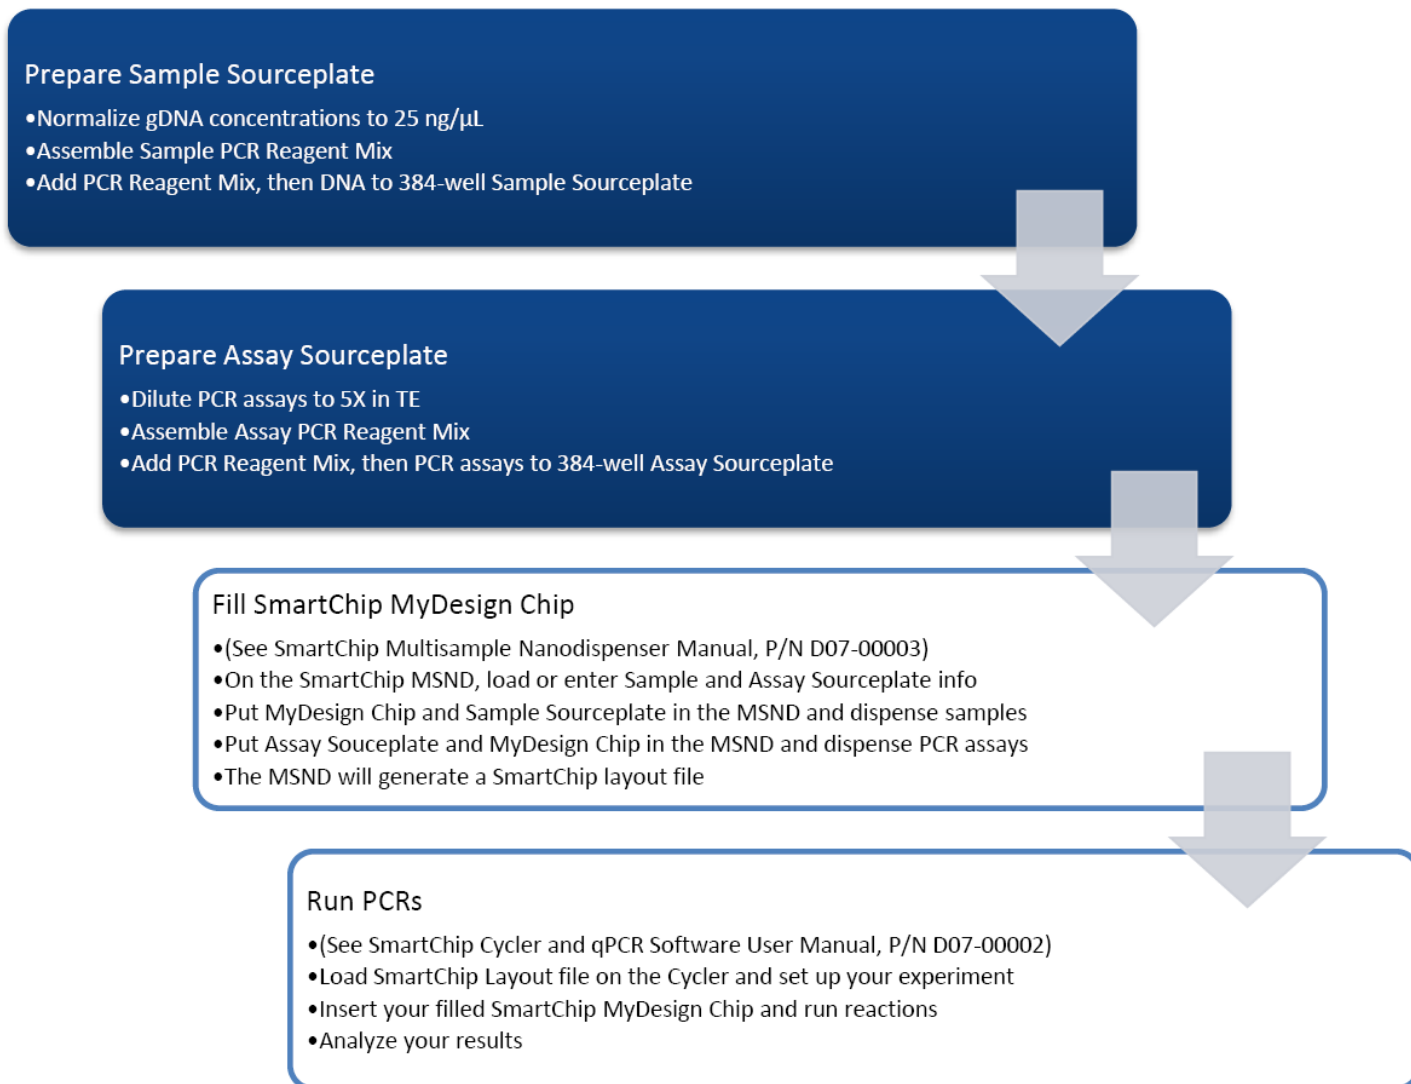 Prepare Sample Sourceplate
•Normalize gDNA concentrations to 25 ng/µL
•Assemble Sample PCR Reagent Mix
•Add PCR Reagent Mix, then DNA to 384-well Sample Sourceplate
Prepare Assay Sourceplate
•Dilute PCR assays to 5X in TE
•Assemble Assay PCR Reagent Mix
•Add PCR Reagent Mix, then PCR assays to 384-well Assay Sourceplate
Fill SmartChip MyDesign Chip
•(See SmartChip Multisample Nanodispenser Manual, P/N D07-00003)
•On the SmartChip MSND, load or enter Sample and Assay Sourceplate info
•Put MyDesign Chip and Sample Sourceplate in the MSND and dispense samples
•Put Assay Souceplate and MyDesign Chip in the MSND and dispense PCR assays
•The MSND will generate a SmartChip layout file
Run PCRs
•(See SmartChip Cycler and qPCR Software User Manual, P/N D07-00002)
•Load SmartChip Layout file on the Cycler and set up your experiment
•Insert your filled SmartChip MyDesign Chip and run reactions
•Analyze your results